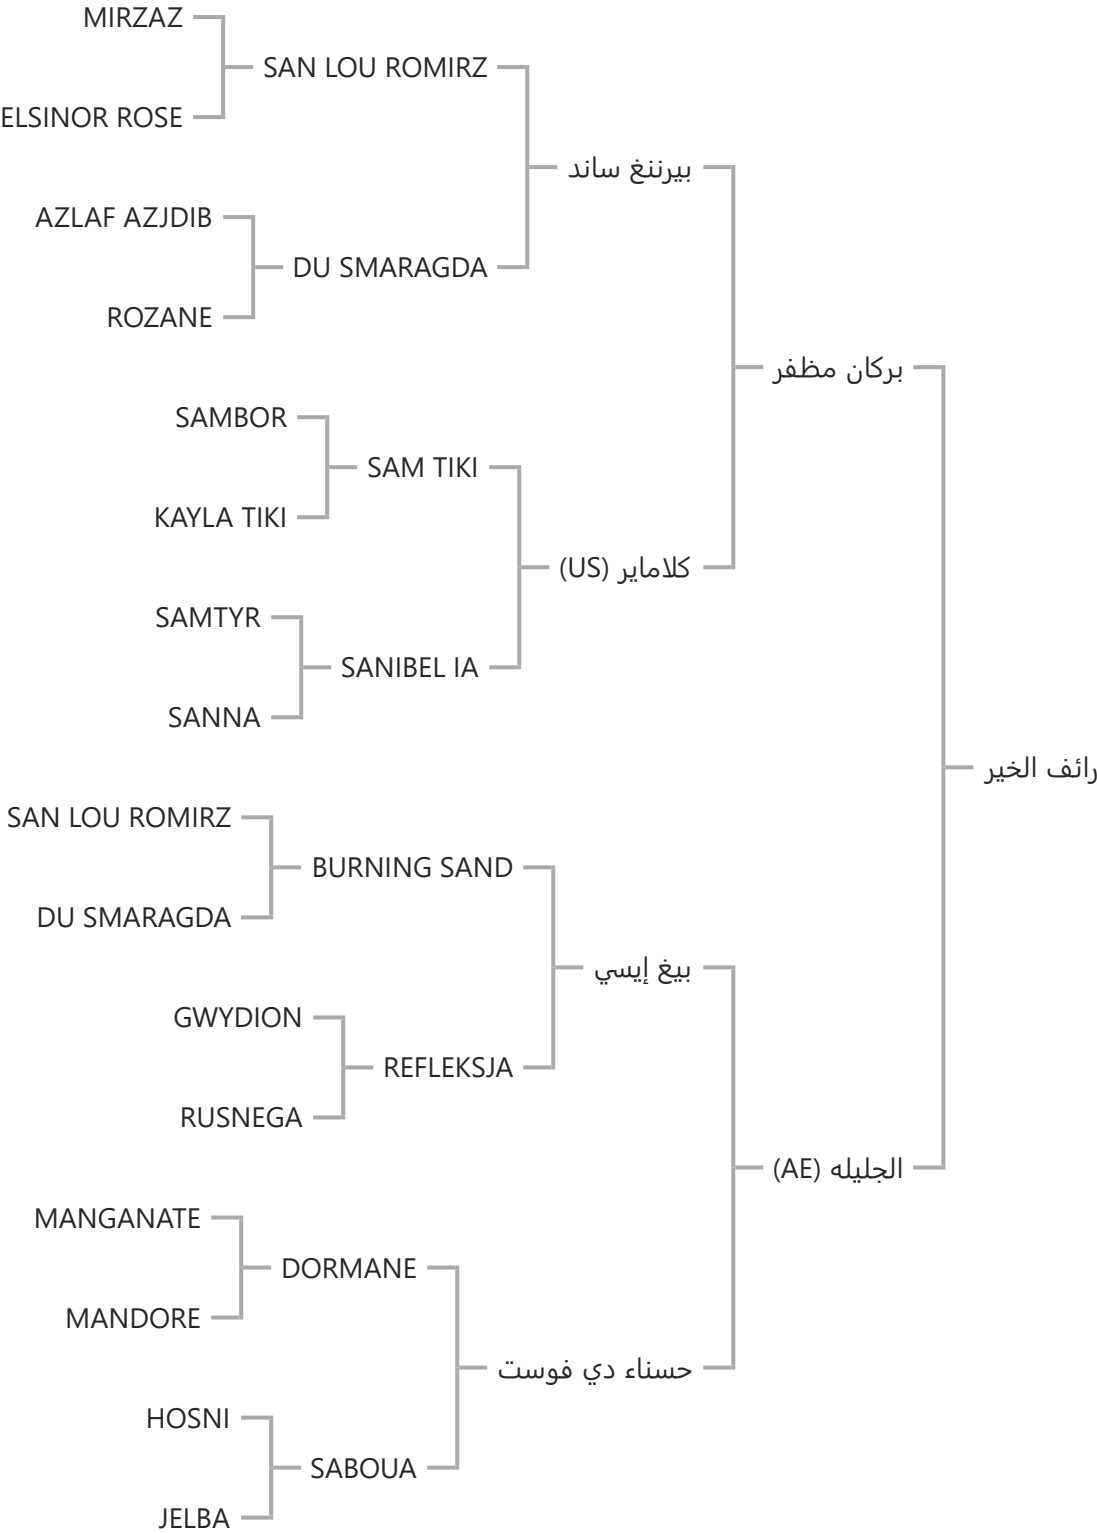 MIRZAZ
SAN LOU ROMIRZ
ELSINOR ROSE
بيرننغ ساند
AZLAF AZJDIB
DU SMARAGDA
ROZANE
بركان مظفر
SAMBOR
SAM TIKI
KAYLA TIKI
كلاماير (US)
SAMTYR
SANIBEL IA
SANNA
رائف الخير
SAN LOU ROMIRZ
BURNING SAND
DU SMARAGDA
بيغ إيسي
GWYDION
REFLEKSJA
RUSNEGA
الجليله (AE)
MANGANATE
DORMANE
MANDORE
حسناء دي فوست
HOSNI
SABOUA
JELBA